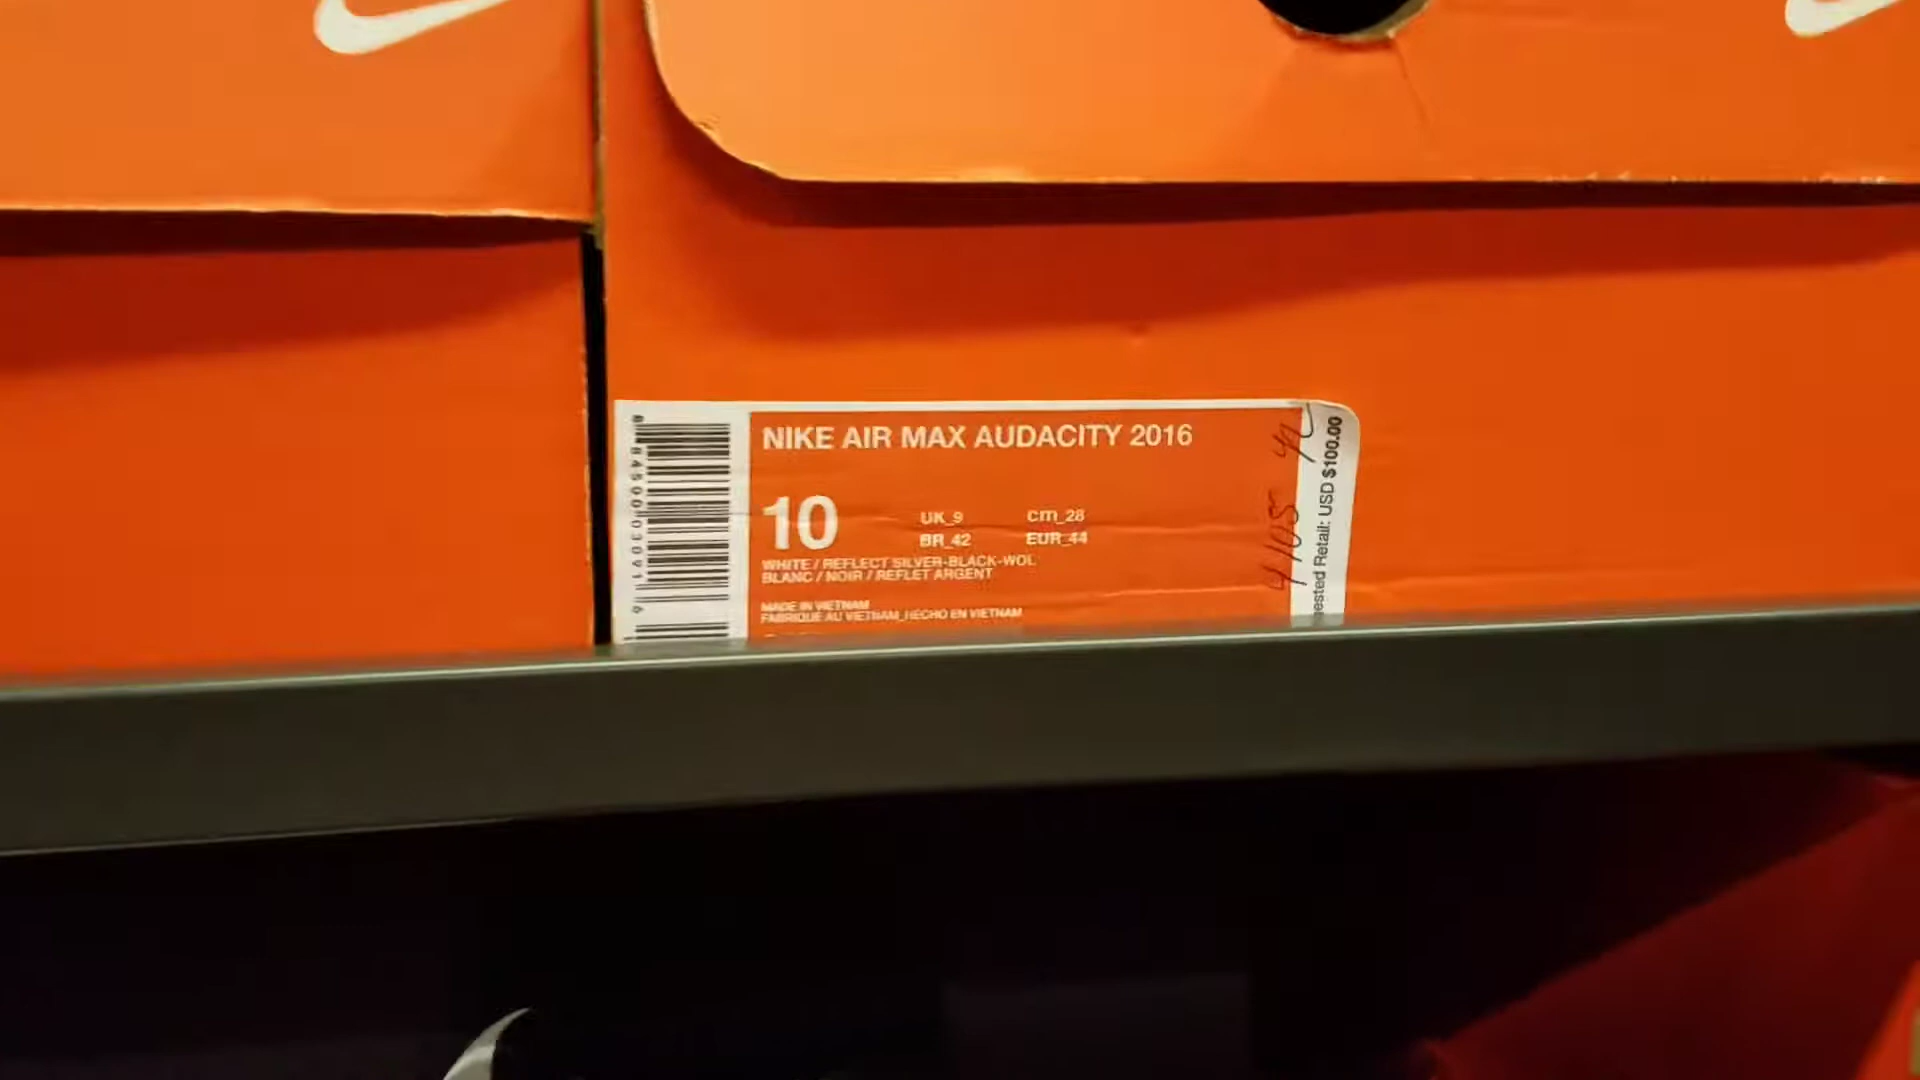 NIKE AIR MAX AUDACITY 2016
10
UK_9
cm_28
BR_42
EUR_44
WHITE / REFLECT SILVER-BLACK-WOL
BLANC / NOIR / REFLET ARGENT
MADE IN VIETNAM
FABRIQUE AU VIETNAM_HECHO EN VIETNAM
ested Retail: USD $100.00